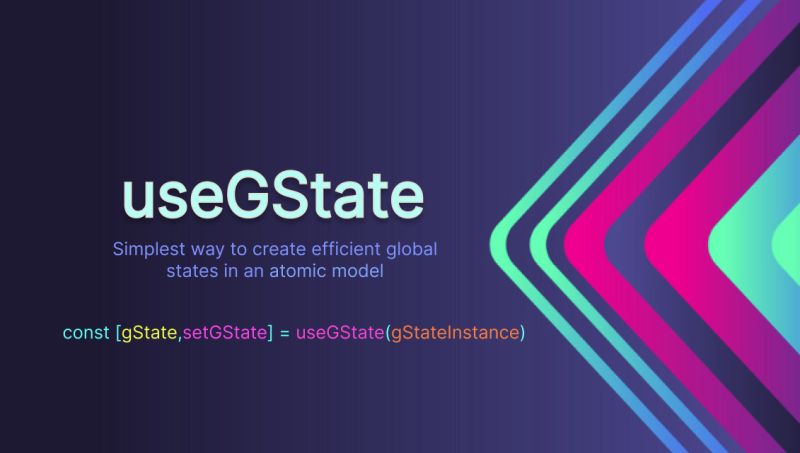 useGState
Simplest way to create efficient global
states in an atomic model
const [gState,setGState] = useGState(gStateInstance)